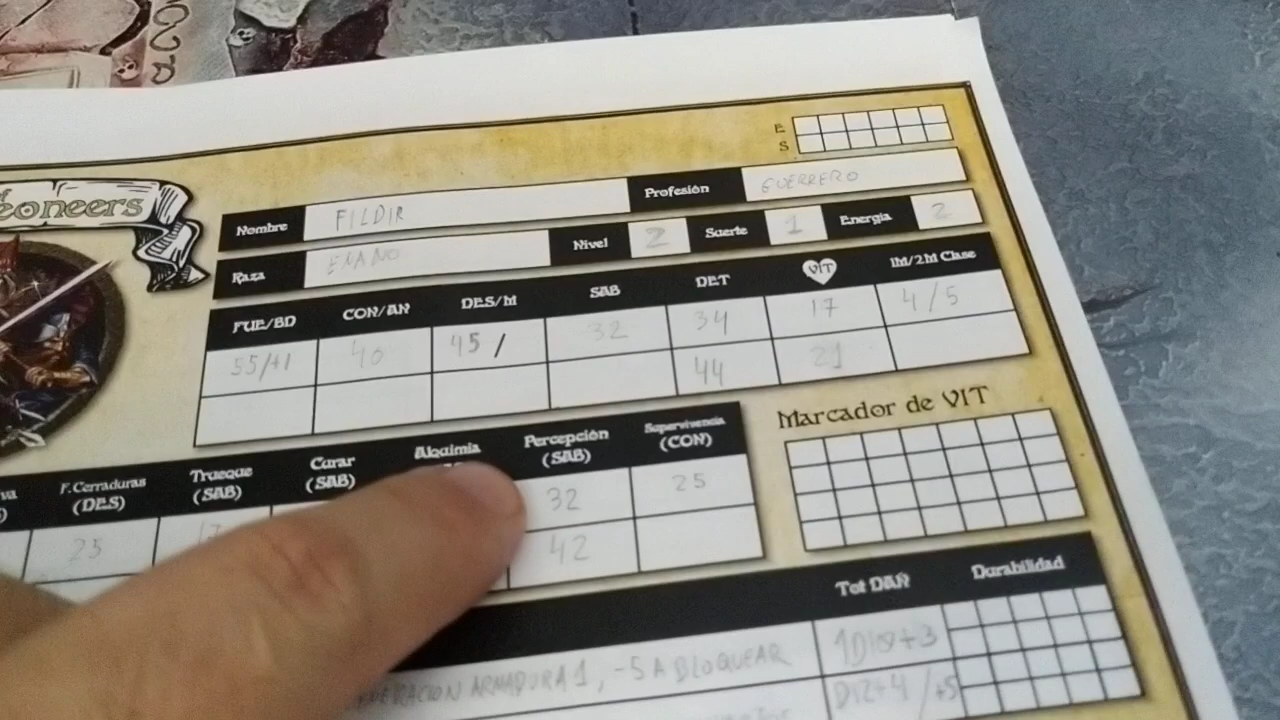 eoneers
E
S
Nombre FILDIR Profesión GUERRERO
Raza ENANO Nivel 2 Suerte 1 Energía 2
FUE/BD CON/AN DES/M SAB DET VIT 1M/2M Clase
55/+1 40 45 / 32 34 17 4/5
44 21
Marcador de VIT
F.Cerraduras (DES) Trueque (SAB) Curar (SAB) Alquimia Percepción (SAB) Supervivencia (CON)
25 17 32 25
42
Tot DAÑ Durabilidad
ARMADURA 1, -5 A BLOQUEAR 1D10+3
D12+4 /+5